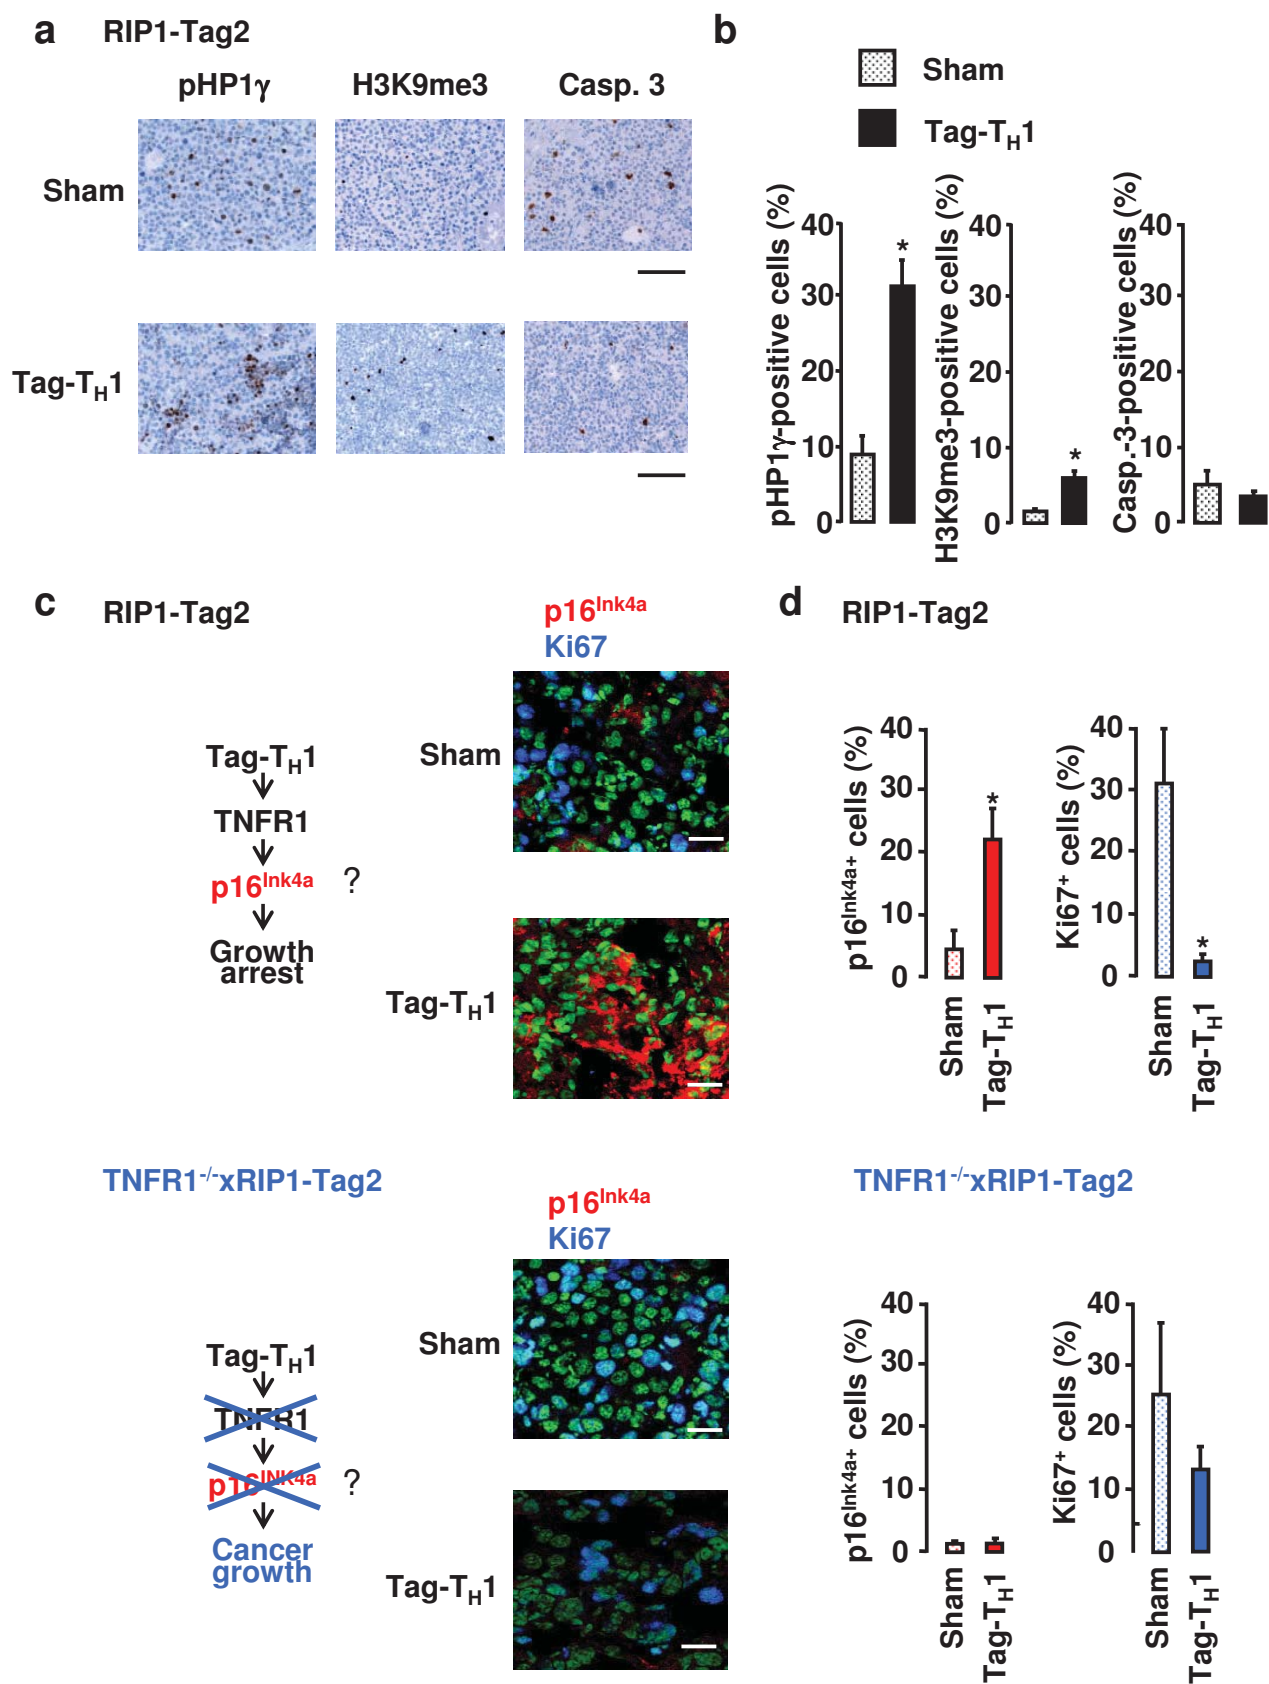 a RIP1-Tag2
pHP1γ H3K9me3 Casp. 3
Sham
Tag-TH1
b
Sham
Tag-TH1
pHP1γ-positive cells (%)
40
30
20
10
0
*
H3K9me3-positive cells (%)
40
30
20
10
0
*
Casp.-3-positive cells (%)
40
30
20
10
0
c RIP1-Tag2
p16Ink4a
Ki67
Tag-TH1
TNFR1
p16Ink4a ?
Growth
arrest
Sham
Tag-TH1
d RIP1-Tag2
p16Ink4a+ cells (%)
40
30
20
10
0
*
Sham
Tag-TH1
Ki67+ cells (%)
40
30
20
10
0
*
Sham
Tag-TH1
TNFR1-/-xRIP1-Tag2
p16Ink4a
Ki67
Tag-TH1
TNFR1
p16INK4a ?
Cancer
growth
Sham
Tag-TH1
TNFR1-/-xRIP1-Tag2
p16Ink4a+ cells (%)
40
30
20
10
0
Sham
Tag-TH1
Ki67+ cells (%)
40
30
20
10
0
Sham
Tag-TH1